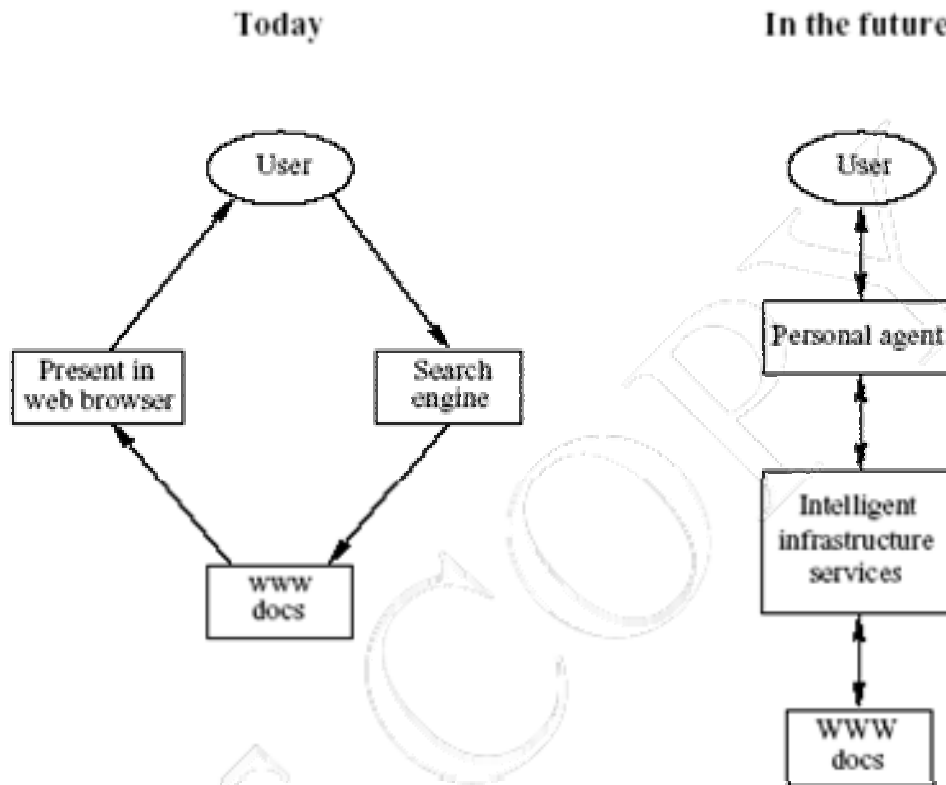 Today
User
Present in
web browser
Search
engine
www
docs
In the future
User
Personal agent
Intelligent
infrastructure
services
WWW
docs
COPY